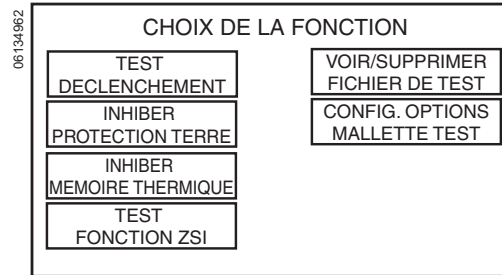 06134962
CHOIX DE LA FONCTION
TEST
DECLENCHEMENT
INHIBER
PROTECTION TERRE
INHIBER
MEMOIRE THERMIQUE
TEST
FONCTION ZSI
VOIR/SUPPRIMER
FICHIER DE TEST
CONFIG. OPTIONS
MALLETTE TEST